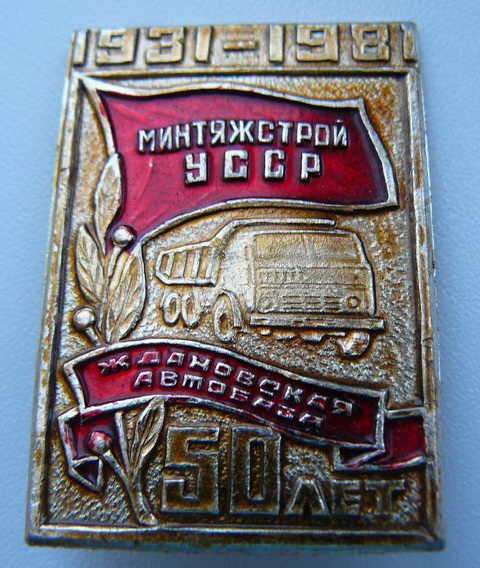 1931-1981
МИНТЯЖСТРОЙ
УССР
ЖДАНОВСКАЯ
АВТОБАЗА
50 ЛЕТ